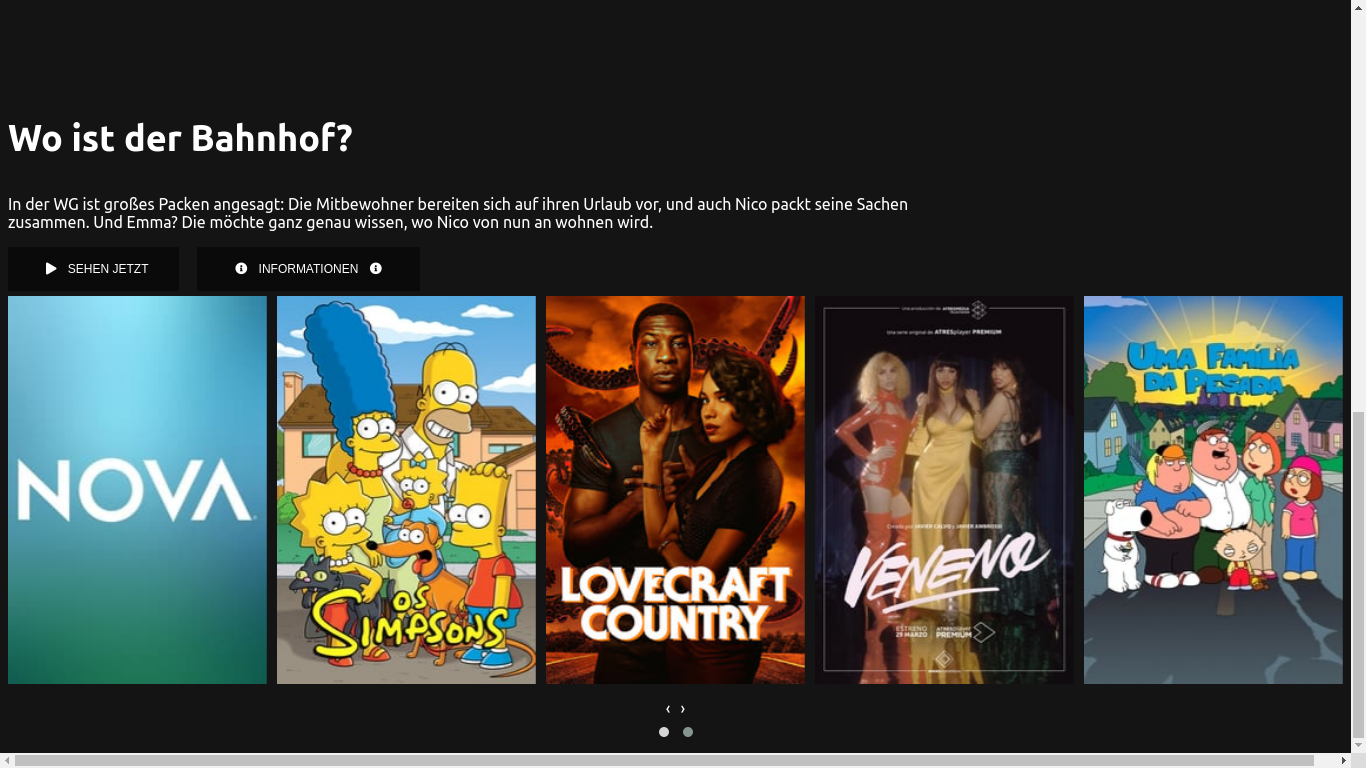 Wo ist der Bahnhof?
In der WG ist großes Packen angesagt: Die Mitbewohner bereiten sich auf ihren Urlaub vor, und auch Nico packt seine Sachen
zusammen. Und Emma? Die möchte ganz genau wissen, wo Nico von nun an wohnen wird.
SEHEN JETZT
INFORMATIONEN
NOVA
OS
SIMPSONS
LOVECRAFT
COUNTRY
Una producción de ATRESMEDIA
Una serie original de ATRESplayer PREMIUM
Creada por JAVIER CALVO y JAVIER AMBROSSI
VENENO
ESTRENO
29 MARZO
ATRESplayer
PREMIUM
UMA FAMÍLIA
DA PESADA
‹ ›